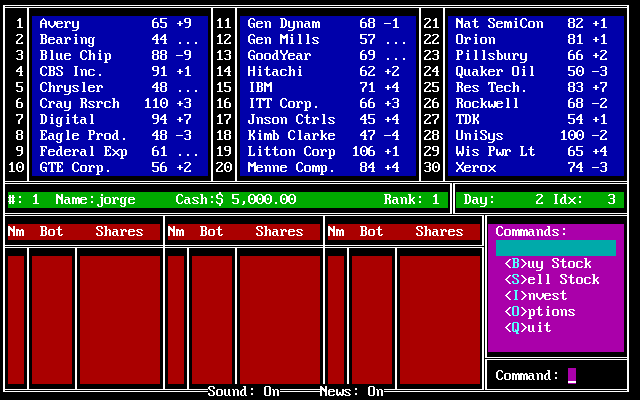 1 Avery 65 +9 11 Gen Dynam 68 -1 21 Nat SemiCon 82 +1
2 Bearing 44 ... 12 Gen Mills 57 ... 22 Orion 81 +1
3 Blue Chip 88 -9 13 GoodYear 69 ... 23 Pillsbury 66 +2
4 CBS Inc. 91 +1 14 Hitachi 62 +2 24 Quaker Oil 50 -3
5 Chrysler 48 ... 15 IBM 71 +4 25 Res Tech. 83 +7
6 Cray Rsrch 110 +3 16 ITT Corp. 66 +3 26 Rockwell 68 -2
7 Digital 94 +7 17 Jnson Ctrls 45 +4 27 TDK 54 +1
8 Eagle Prod. 48 -3 18 Kimb Clarke 47 -4 28 UniSys 100 -2
9 Federal Exp 61 ... 19 Litton Corp 106 +1 29 Wis Pwr Lt 65 +4
10 GTE Corp. 56 +2 20 Menne Comp. 84 +4 30 Xerox 74 -3
#: 1 Name:jorge Cash:$ 5,000.00 Rank: 1 Day: 2 Idx: 3
Nm Bot Shares Nm Bot Shares Nm Bot Shares
Commands:
<B>uy Stock
<S>ell Stock
<I>nvest
<O>ptions
<Q>uit
Command:
Sound: On News: On